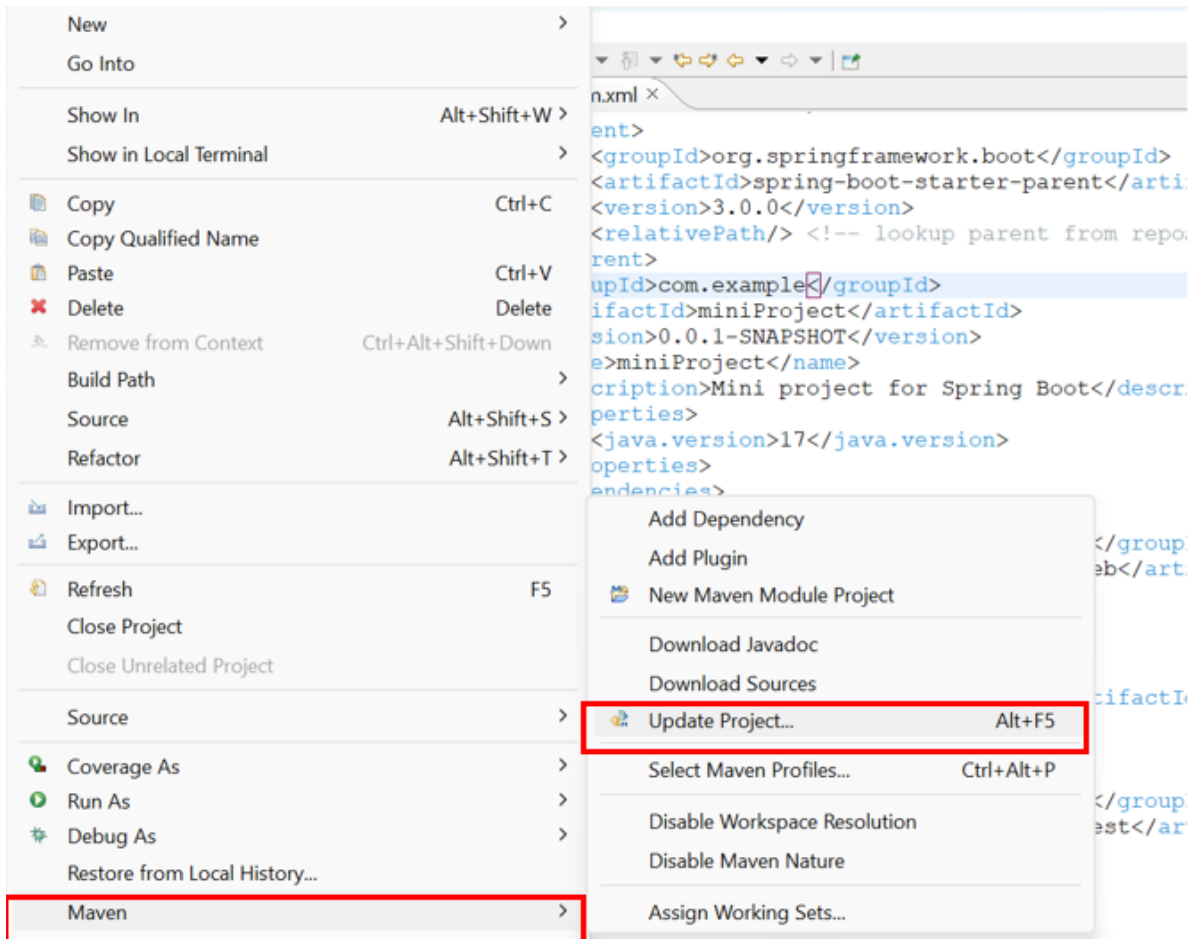 New
Go Into
Show In Alt+Shift+W
Show in Local Terminal
Copy Ctrl+C
Copy Qualified Name
Paste Ctrl+V
Delete Delete
Remove from Context Ctrl+Alt+Shift+Down
Build Path
Source Alt+Shift+S
Refactor Alt+Shift+T
Import...
Export...
Refresh F5
Close Project
Close Unrelated Project
Source
Coverage As
Run As
Debug As
Restore from Local History...
Maven
m.xml
ent>
<groupId>org.springframework.boot</groupId>
<artifactId>spring-boot-starter-parent</arti
<version>3.0.0</version>
<relativePath/> <!-- lookup parent from repo
rent>
upId>com.example</groupId>
ifactId>miniProject</artifactId>
sion>0.0.1-SNAPSHOT</version>
e>miniProject</name>
cription>Mini project for Spring Boot</descr
perties>
<java.version>17</java.version>
operties>
endencies>
Add Dependency
Add Plugin
New Maven Module Project
Download Javadoc
Download Sources
Update Project... Alt+F5
Select Maven Profiles... Ctrl+Alt+P
Disable Workspace Resolution
Disable Maven Nature
Assign Working Sets...
</group
eb</art
tifactI
</group
est</ar